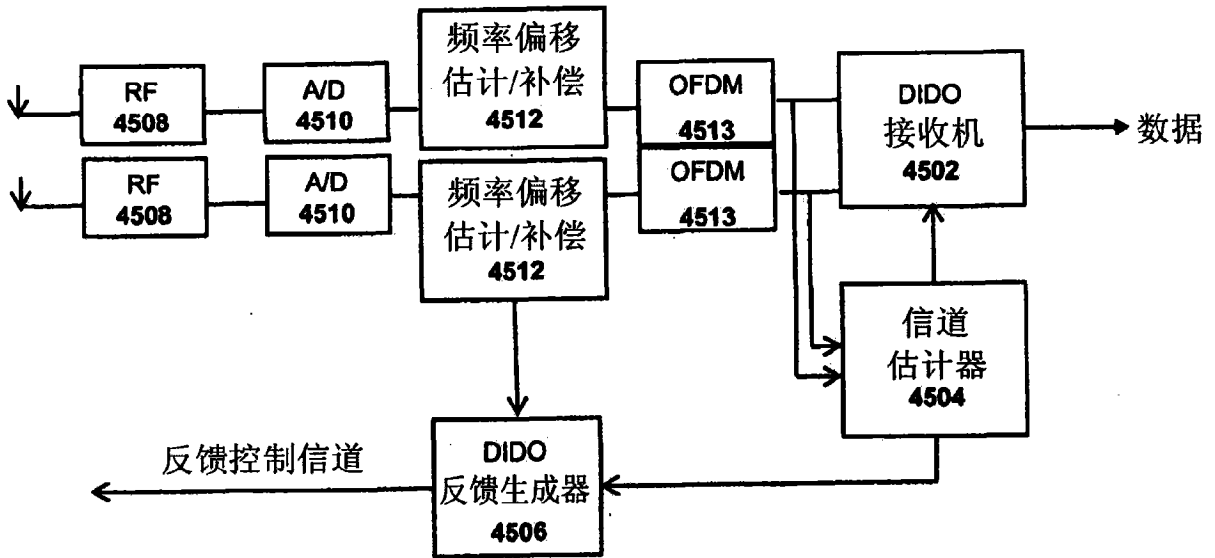 RF
4508
A/D
4510
频率偏移
估计/补偿
4512
OFDM
4513
DIDO
接收机
4502
数据
RF
4508
A/D
4510
频率偏移
估计/补偿
4512
OFDM
4513
信道
估计器
4504
反馈控制信道
DIDO
反馈生成器
4506